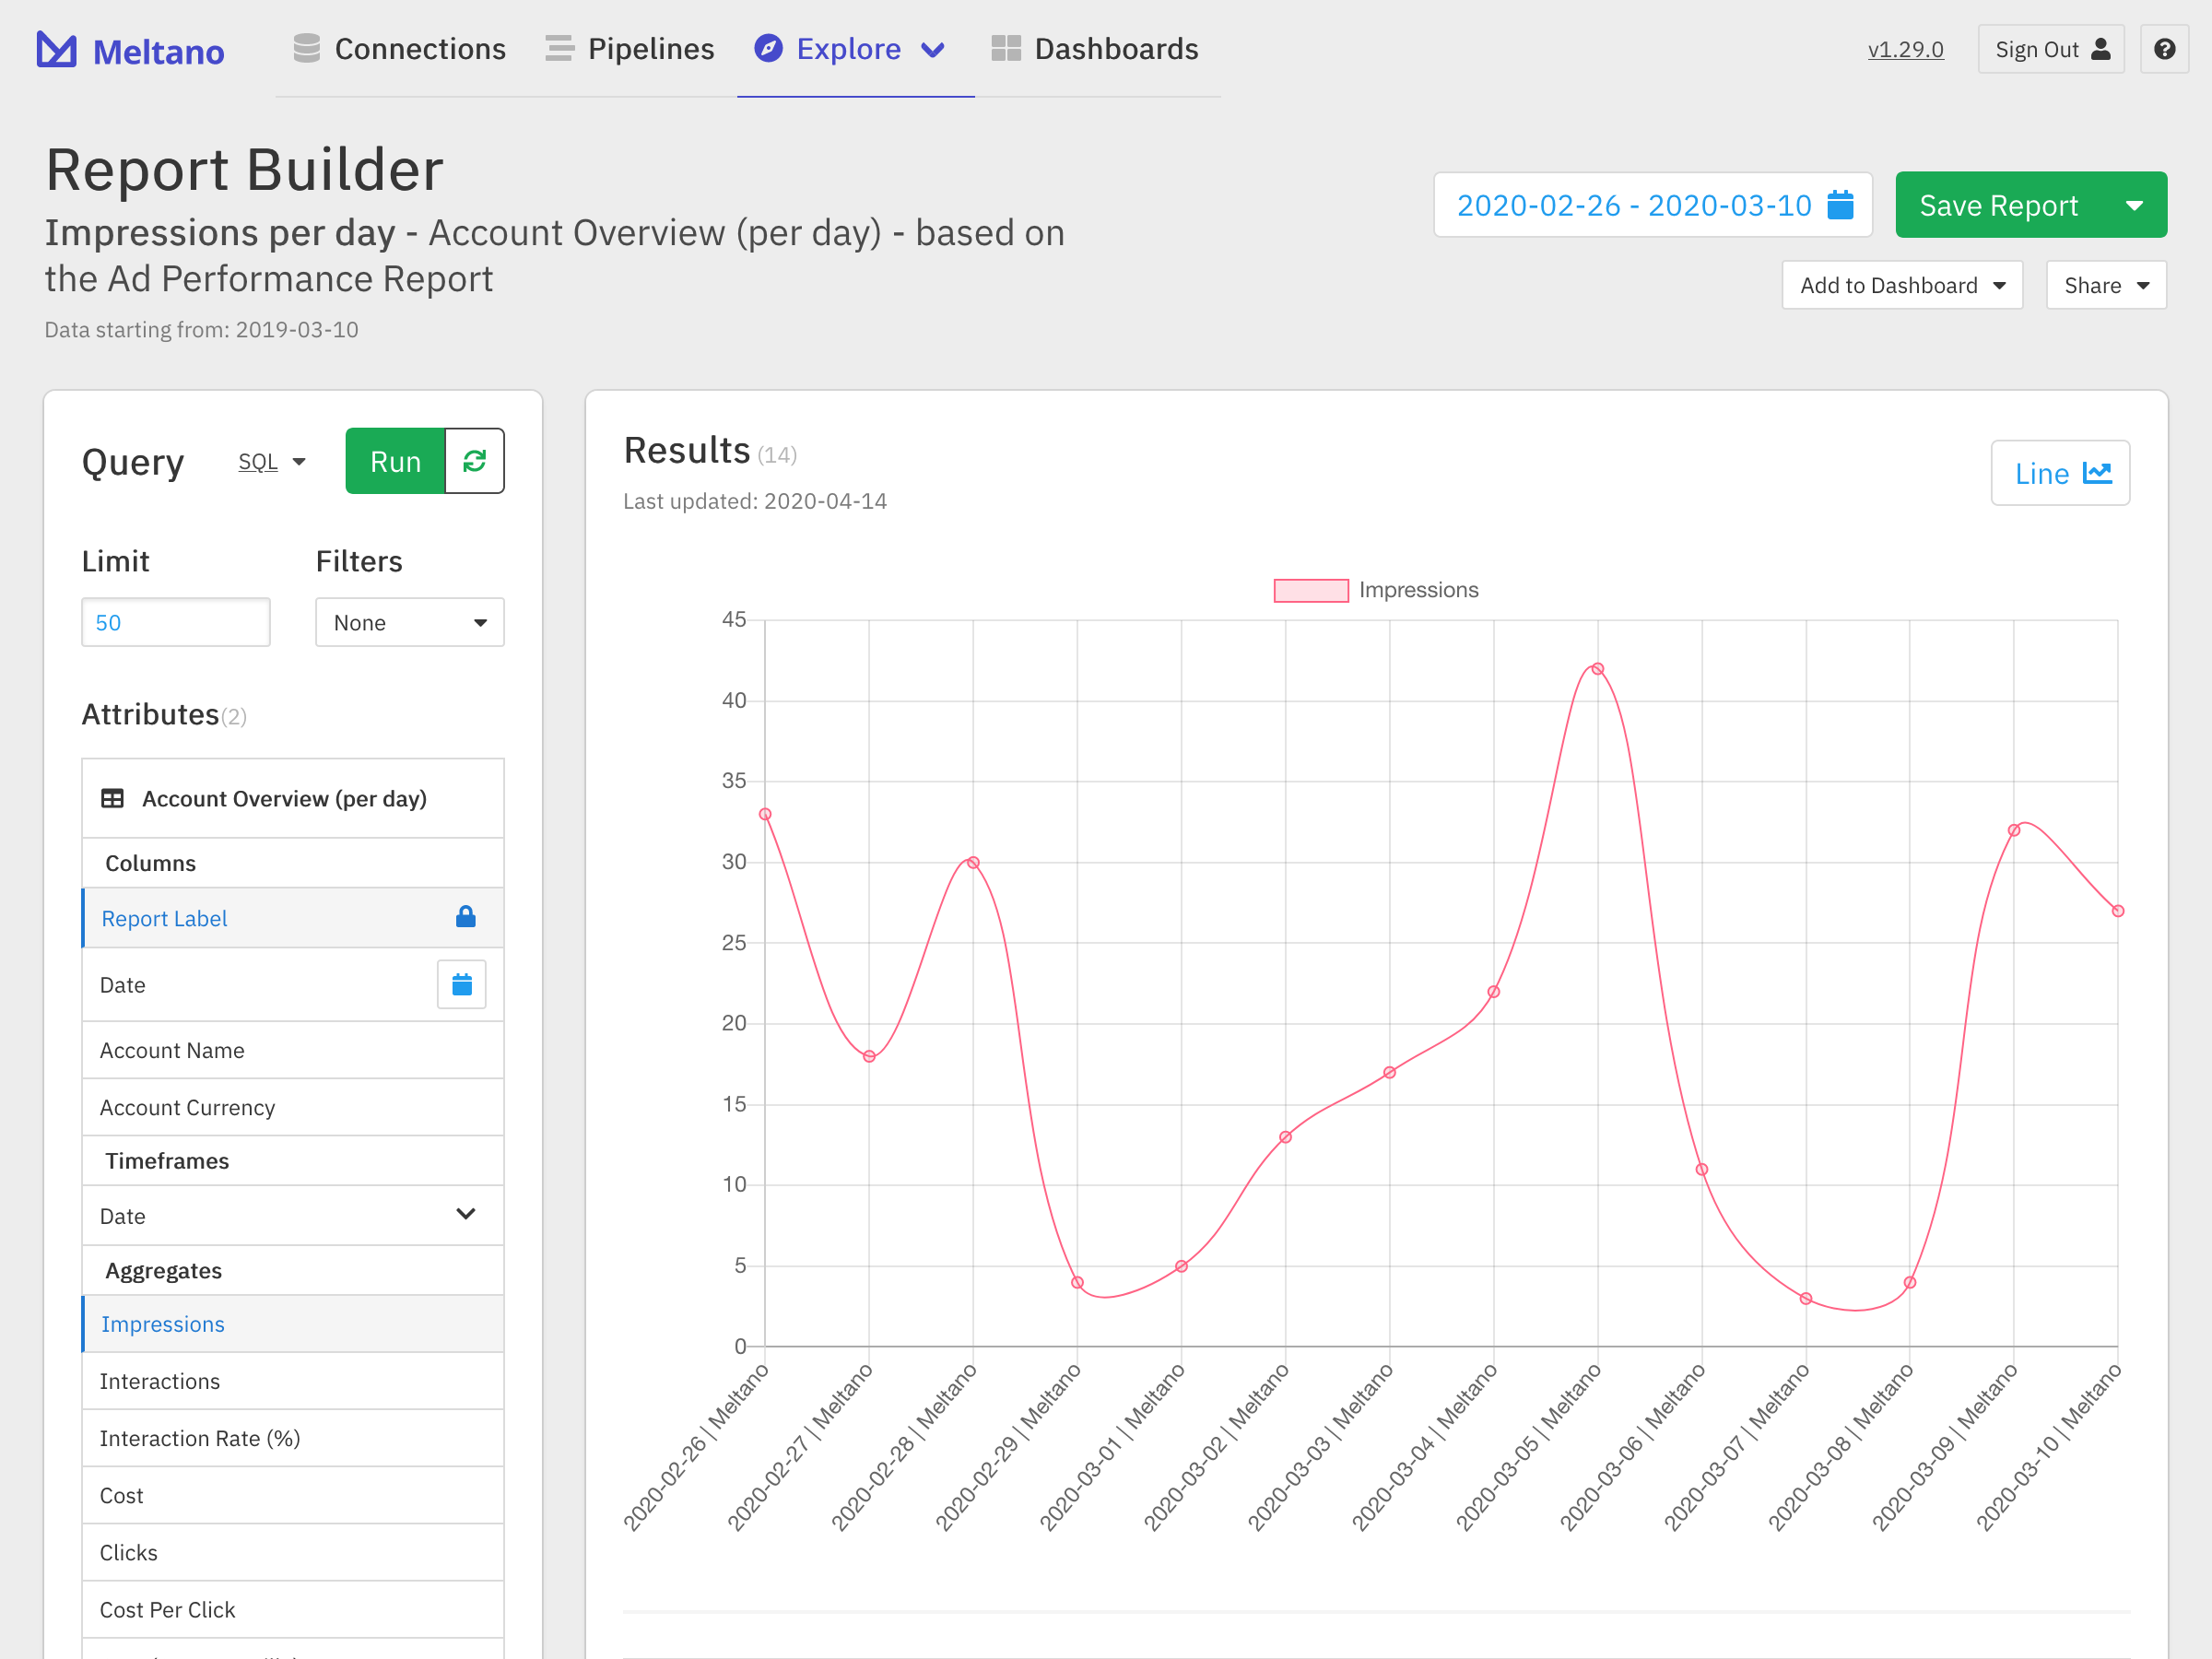 Meltano
Connections
Pipelines
Explore
Dashboards
v1.29.0
Sign Out
Report Builder
Impressions per day - Account Overview (per day) - based on
the Ad Performance Report
Data starting from: 2019-03-10
2020-02-26 - 2020-03-10
Save Report
Add to Dashboard
Share
Query
SQL
Run
Limit
Filters
50
None
Attributes(2)
Account Overview (per day)
Columns
Report Label
Date
Account Name
Account Currency
Timeframes
Date
Aggregates
Impressions
Interactions
Interaction Rate (%)
Cost
Clicks
Cost Per Click
Results (14)
Last updated: 2020-04-14
Line
Impressions
45
40
35
30
25
20
15
10
5
0
2020-02-26 | Meltano
2020-02-27 | Meltano
2020-02-28 | Meltano
2020-02-29 | Meltano
2020-03-01 | Meltano
2020-03-02 | Meltano
2020-03-03 | Meltano
2020-03-04 | Meltano
2020-03-05 | Meltano
2020-03-06 | Meltano
2020-03-07 | Meltano
2020-03-08 | Meltano
2020-03-09 | Meltano
2020-03-10 | Meltano